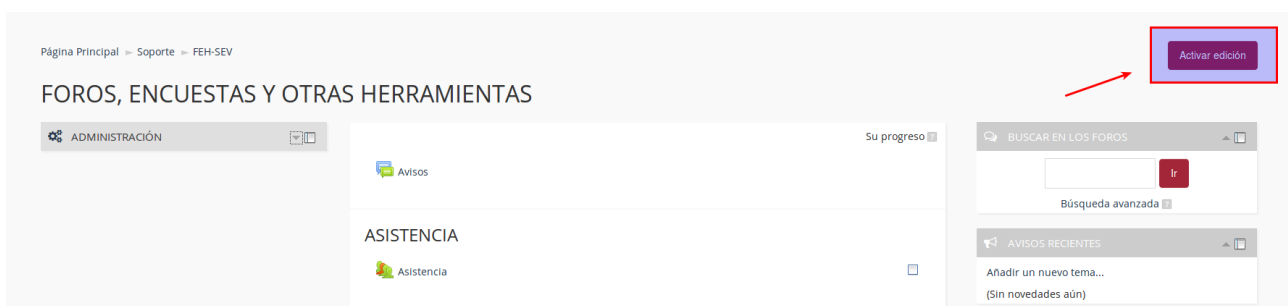 Página Principal ► Soporte ► FEH-SEV
Activar edición
FOROS, ENCUESTAS Y OTRAS HERRAMIENTAS
ADMINISTRACIÓN
Su progreso
Avisos
ASISTENCIA
Asistencia
BUSCAR EN LOS FOROS
Ir
Búsqueda avanzada
AVISOS RECIENTES
Añadir un nuevo tema...
(Sin novedades aún)